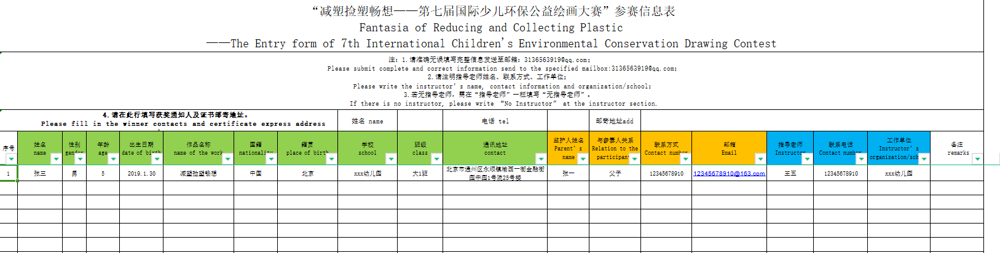 “减塑捡塑畅想——第七届国际少儿环保公益绘画大赛”参赛信息表
Fantasia of Reducing and Collecting Plastic
——The Entry form of 7th International Children's Environmental Conservation Drawing Contest
注：1.请准确无误填写完整信息发送至邮箱：3136563919@qq.com；
Please submit complete and correct information send to the specified mailbox:3136563919@qq.com;
2.请注明指导老师姓名、联系方式、工作单位；
Please write the instructor's name, contact information and organization/school;
3.若无指导老师，需在“指导老师”一栏填写“无指导老师”。
If there is no instructor, please write “No Instructor” at the instructor section.
4.请在此行填写获奖通知人及证书邮寄地址。
Please fill in the winner contacts and certificate express address
姓名 name
电话 tel
邮寄地址add
序号
姓名
name
性别
gender
年龄
age
出生日期
date of birth
作品名称
name of the work
国籍
nationality
籍贯
place of birth
学校
school
班级
class
通讯地址
contact
监护人姓名
Parent's
name
与参赛人关系
Relation to the
participant
联系方式
Contact number
邮箱
Email
指导老师
Instructor
联系电话
Contact number
工作单位
Instructor's
organization/sch
备注
remarks
1
张三
男
5
2019.1.30
减塑捡塑畅想
中国
北京
xxx幼儿园
大1班
北京市通州区永顺镇榆西一街金融街
园中园1号院25号楼
张一
父子
12345678910
12345678910@163.com
王五
12345678910
xxx幼儿园